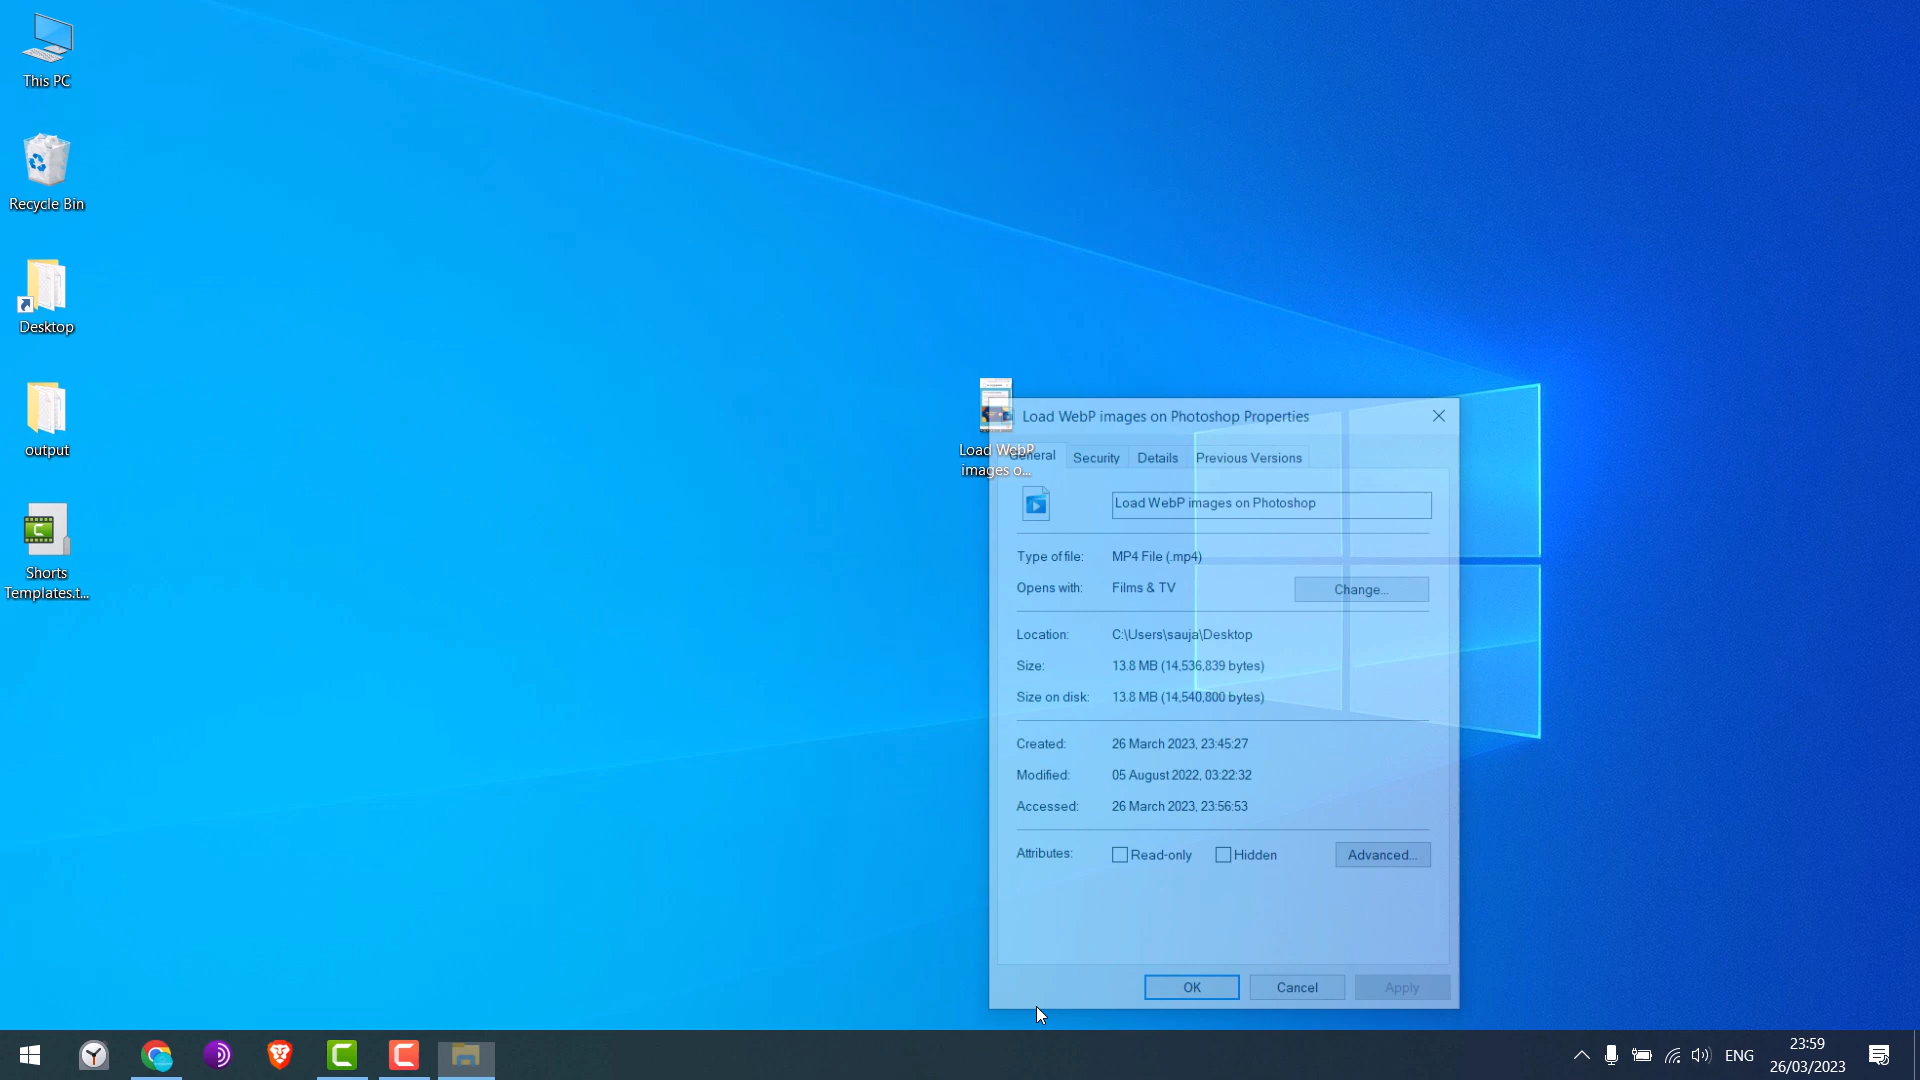 This PC
Recycle Bin
Desktop
output
Shorts
Templates.t...
Load WebP
images o...
Load WebP images on Photoshop Properties
General Security Details Previous Versions
Load WebP images on Photoshop
Type of file: MP4 File (.mp4)
Opens with: Films & TV Change...
Location: C:\Users\sauja\Desktop
Size: 13.8 MB (14,536,839 bytes)
Size on disk: 13.8 MB (14,540,800 bytes)
Created: 26 March 2023, 23:45:27
Modified: 05 August 2022, 03:22:32
Accessed: 26 March 2023, 23:56:53
Attributes: Read-only Hidden Advanced...
OK Cancel Apply
ENG
23:59
26/03/2023